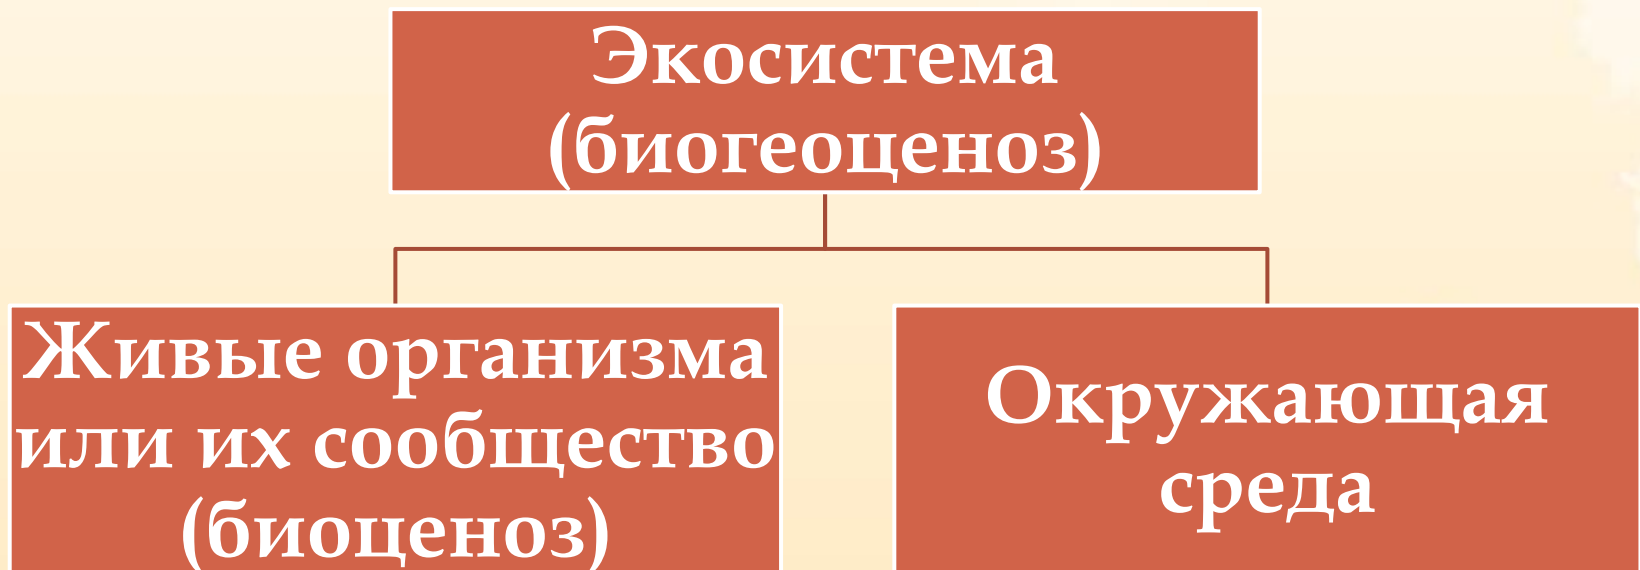 Экосистема
(биогеоценоз)
Живые организма
или их сообщество
(биоценоз)
Окружающая
среда